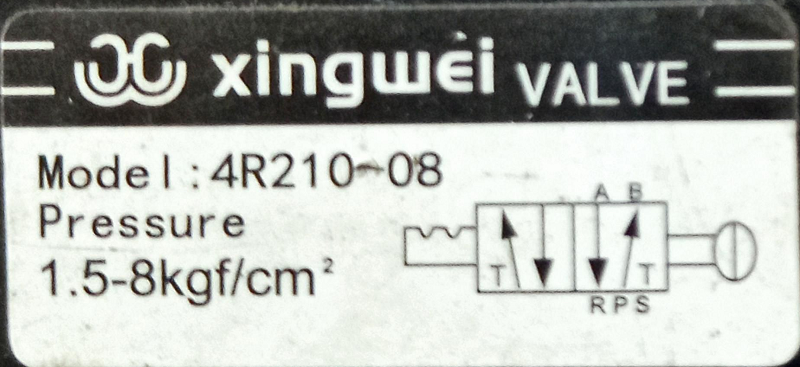 xingwei VALVE
Model:4R210-08
Pressure
1.5-8kgf/cm²
A B
T T
R P S